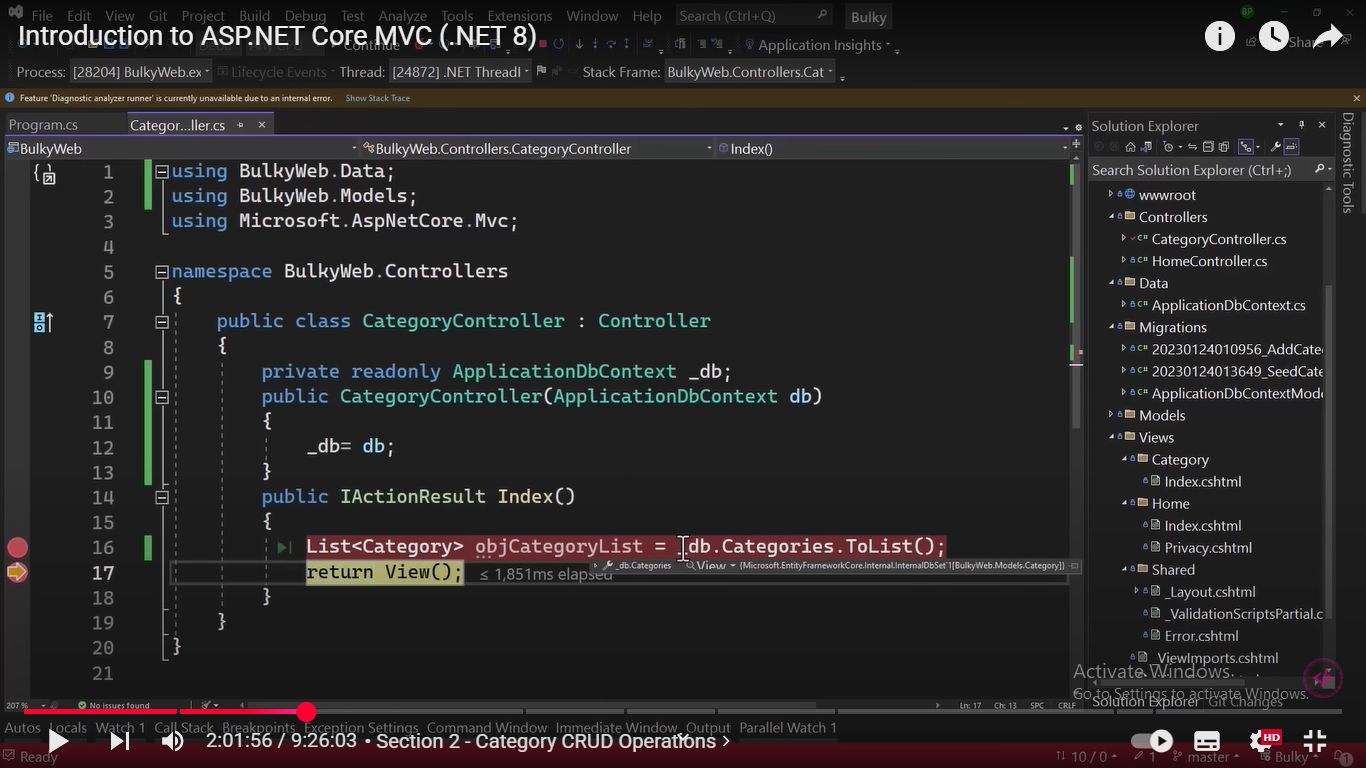 File Edit View Git Project Build Debug Test Analyze Tools Extensions Window Help Search (Ctrl+Q) Bulky BP
Introduction to ASP.NET Core MVC (.NET 8)
Continue Application Insights Share
Process: [28204] BulkyWeb.ex Lifecycle Events Thread: [24872] .NET Threadl Stack Frame: BulkyWeb.Controllers.Cat
Feature 'Diagnostic analyzer runner' is currently unavailable due to an internal error. Show Stack Trace
Program.cs Categor...ller.cs
BulkyWeb BulkyWeb.Controllers.CategoryController Index()
1 using BulkyWeb.Data;
2 using BulkyWeb.Models;
3 using Microsoft.AspNetCore.Mvc;
4
5 namespace BulkyWeb.Controllers
6 {
7 public class CategoryController : Controller
8 {
9 private readonly ApplicationDbContext _db;
10 public CategoryController(ApplicationDbContext db)
11 {
12 _db= db;
13 }
14 public IActionResult Index()
15 {
16 List<Category> objCategoryList = _db.Categories.ToList();
_db.Categories View {Microsoft.EntityFrameworkCore.Internal.InternalDbSet`1[BulkyWeb.Models.Category]}
17 return View(); ≤ 1,851ms elapsed
18 }
19 }
20 }
21
Solution Explorer
Search Solution Explorer (Ctrl+;)
wwwroot
Controllers
CategoryController.cs
HomeController.cs
Data
ApplicationDbContext.cs
Migrations
20230124010956_AddCate
20230124013649_SeedCate
ApplicationDbContextMode
Models
Views
Category
Index.cshtml
Home
Index.cshtml
Privacy.cshtml
Shared
_Layout.cshtml
_ValidationScriptsPartial.c
Error.cshtml
_ViewImports.cshtml
Diagnostic Tools
Activate Windows
Go to Settings to activate Windows.
Solution Explorer Git Changes
207 % No issues found Ln: 17 Ch: 13 SPC CRLF
Autos Locals Watch 1 Call Stack Breakpoints Exception Settings Command Window Immediate Window Output Parallel Watch 1
2:01:56 / 9:26:03 • Section 2 - Category CRUD Operations HD
Ready 10 / 0 1 master Bulky 1